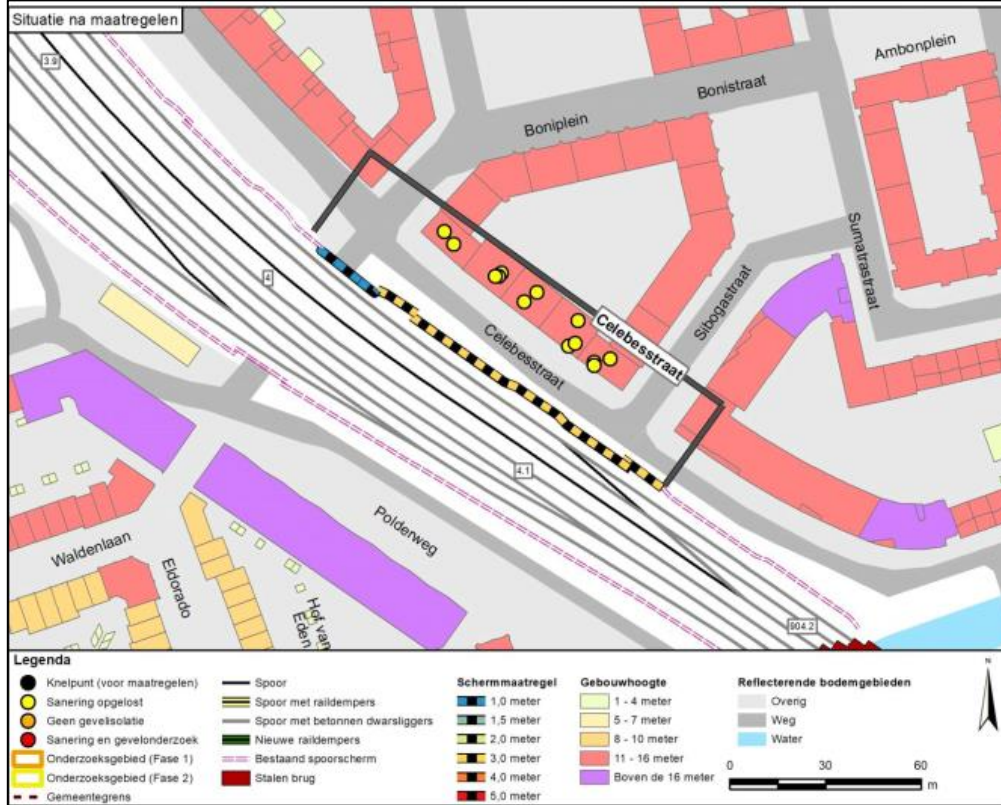 Situatie na maatregelen
3.9
Ambonplein
Bonistraat
Boniplein
Sumatrastraat
Sibogastraat
4
Celebesstraat
Celebesstraat
4.1
Polderweg
Waldenlaan
Eldorado
Hof van
Eden
904.2
Legenda
Knelpunt (voor maatregelen)
Sanering opgelost
Geen gevelisolatie
Sanering en gevelonderzoek
Onderzoeksgebied (Fase 1)
Onderzoeksgebied (Fase 2)
Gemeentegrens
Spoor
Spoor met raildempers
Spoor met betonnen dwarsliggers
Nieuwe raildempers
Bestaand spoorscherm
Stalen brug
Schermmaatregel
1,0 meter
1,5 meter
2,0 meter
3,0 meter
4,0 meter
5,0 meter
Gebouwhoogte
1 - 4 meter
5 - 7 meter
8 - 10 meter
11 - 16 meter
Boven de 16 meter
Reflecterende bodemgebieden
Overig
Weg
Water
N
0 30 60
m